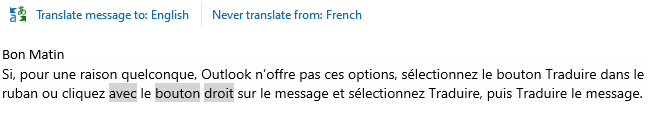 Translate message to: English
Never translate from: French
Bon Matin
Si, pour une raison quelconque, Outlook n’offre pas ces options, sélectionnez le bouton Traduire dans le
ruban ou cliquez avec le bouton droit sur le message et sélectionnez Traduire, puis Traduire le message.